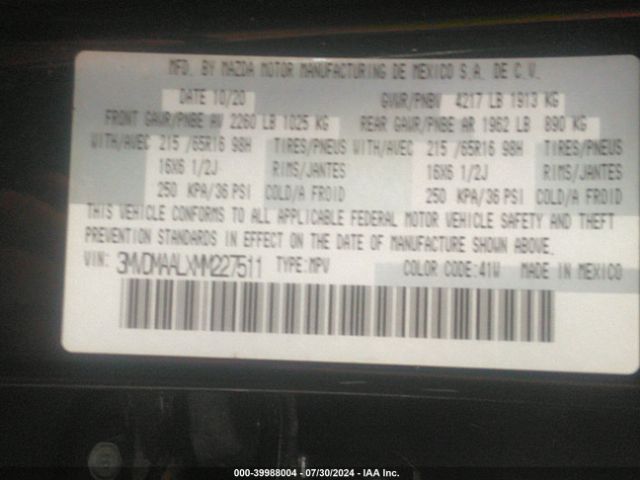 MFD. BY MAZDA MOTOR MANUFACTURING DE MEXICO S.A. DE C.V.
DATE 10/20 GVWR/PNBV 4217 LB 1913 KG
FRONT GAWR/PNBE AV 2260 LB 1025 KG REAR GAWR/PNBE AR 1962 LB 890 KG
WITH/AVEC 215 /65R16 98H TIRES/PNEUS WITH/AVEC 215 /65R16 98H TIRES/PNEUS
16X6 1/2J RIMS/JANTES 16X6 1/2J RIMS/JANTES
250 KPA/36 PSI COLD/A FROID 250 KPA/36 PSI COLD/A FROID
THIS VEHICLE CONFORMS TO ALL APPLICABLE FEDERAL MOTOR VEHICLE SAFETY AND THEFT
PREVENTION STANDARDS IN EFFECT ON THE DATE OF MANUFACTURE SHOWN ABOVE.
VIN: 3MVDMAALXMM227511 TYPE:MPV COLOR CODE:41W MADE IN MEXICO
000-39988004 - 07/30/2024 - IAA Inc.